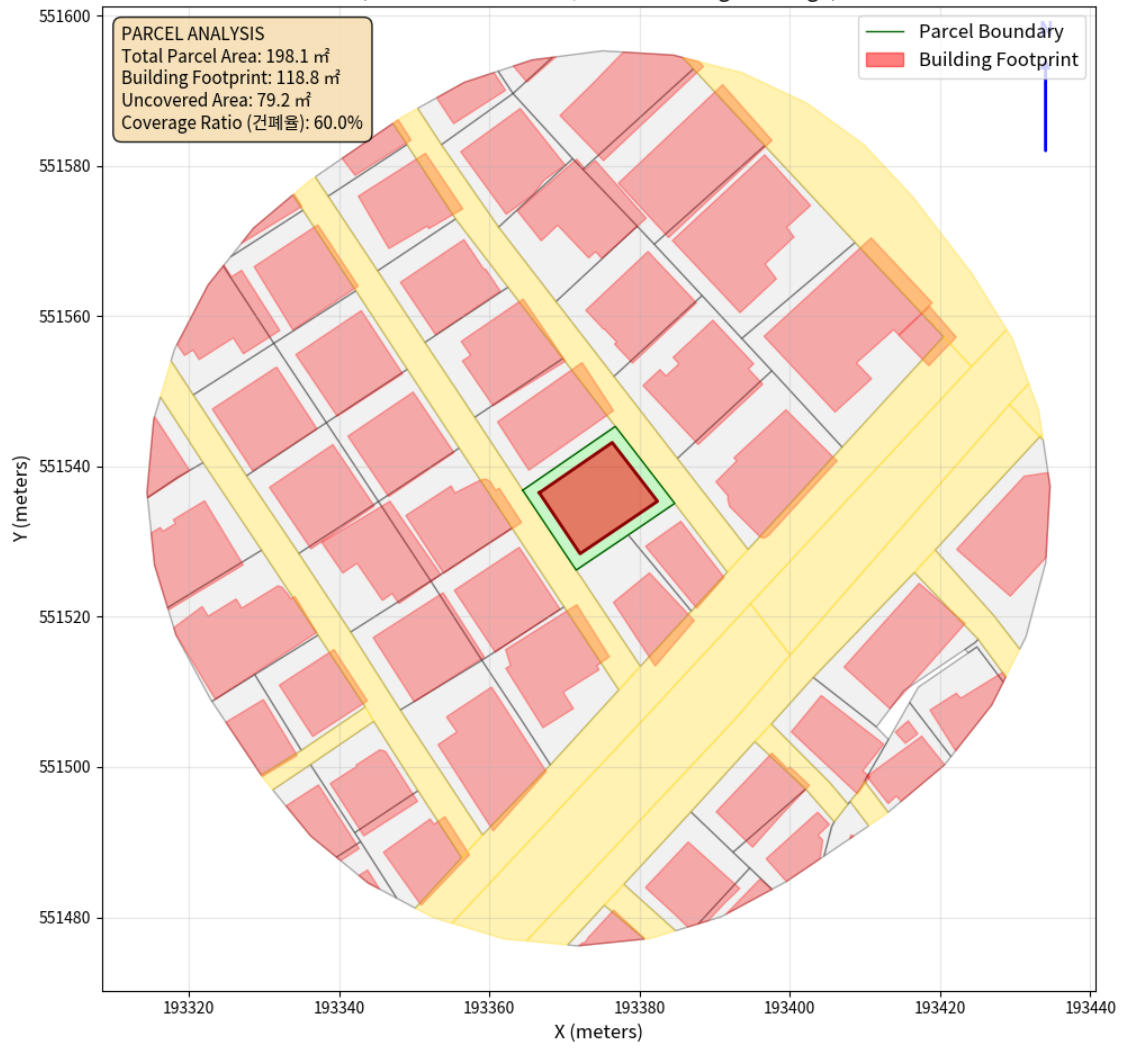 PARCEL ANALYSIS
Total Parcel Area: 198.1 ㎡
Building Footprint: 118.8 ㎡
Uncovered Area: 79.2 ㎡
Coverage Ratio (건폐율): 60.0%
Parcel Boundary
Building Footprint
N
551600
551580
551560
551540
551520
551500
551480
Y (meters)
193320
193340
193360
193380
193400
193420
193440
X (meters)